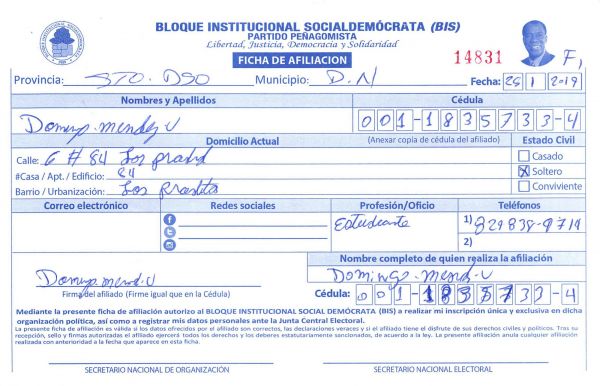 BLOQUE INSTITUCIONAL SOCIALDEMÓCRATA (BIS)
PARTIDO PEÑAGOMISTA
Libertad, Justicia, Democracia y Solidaridad
FICHA DE AFILIACION
14831
F1
Provincia: STO. DSO Municipio: D.N Fecha: 26 1 2019
Nombres y Apellidos Cédula
Domingo. Mendez U 001-1835733-4
Domicilio Actual (Anexar copia de cédula del afiliado) Estado Civil
Calle: 6 # 84 Los prados Casado
#Casa / Apt. / Edificio: 84 X Soltero
Barrio / Urbanización: Los Pradito Conviviente
Correo electrónico Redes sociales Profesión/Oficio Teléfonos
Estudiante 1) 829 838-9714
2)
Nombre completo de quien realiza la afiliación
Domingo. mend. U Domingo. mend. U
Firma del afiliado (Firme igual que en la Cédula) Cédula: 001-1835733-4
Mediante la presente ficha de afiliación autorizo al BLOQUE INSTITUCIONAL SOCIAL DEMÓCRATA (BIS) a realizar mi inscripción única y exclusiva en dicha
organización política, así como a registrar mis datos personales ante la Junta Central Electoral.
La presente ficha de afiliación es válida si los datos ofrecidos por el afiliado son correctos, las declaraciones veraces y si el afiliado tiene el disfrute de sus derechos civiles y políticos. Tras su
recepción, sello y firmas autorizadas el afiliado ejercerá todos los derechos y los deberes estatutariamente sancionados, de acuerdo a la ley. La presente afiliación anula cualquier afiliación
realizada con anterioridad a la fecha que aparece en esta ficha.
SECRETARIO NACIONAL DE ORGANIZACIÓN SECRETARIO NACIONAL ELECTORAL